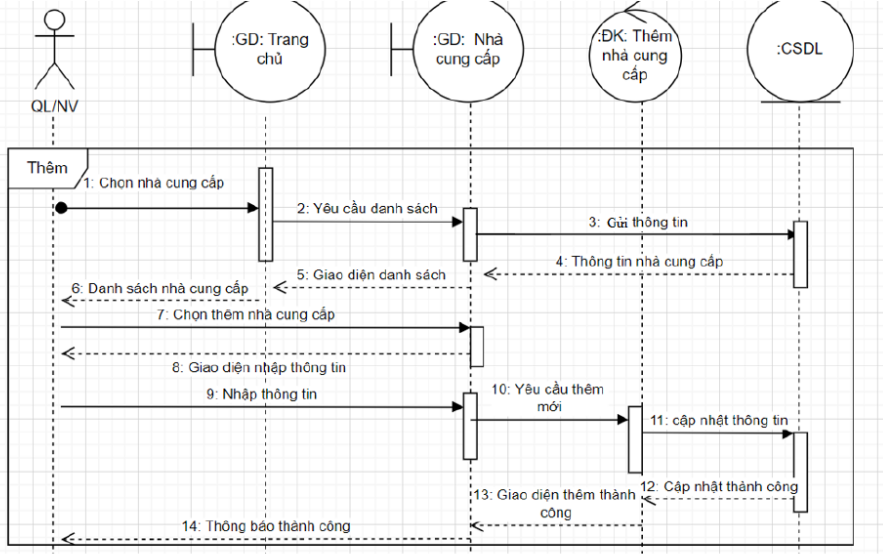 :GD: Trang
chủ
:GD: Nhà
cung cấp
:ĐK: Thêm
nhà cung
cấp
:CSDL
QL/NV
Thêm
1: Chọn nhà cung cấp
2: Yêu cầu danh sách
3: Gửi thông tin
4: Thông tin nhà cung cấp
5: Giao diện danh sách
6: Danh sách nhà cung cấp
7: Chọn thêm nhà cung cấp
8: Giao diện nhập thông tin
9: Nhập thông tin
10: Yêu cầu thêm
mới
11: cập nhật thông tin
12: Cập nhật thành công
13: Giao diện thêm thành
công
14: Thông báo thành công